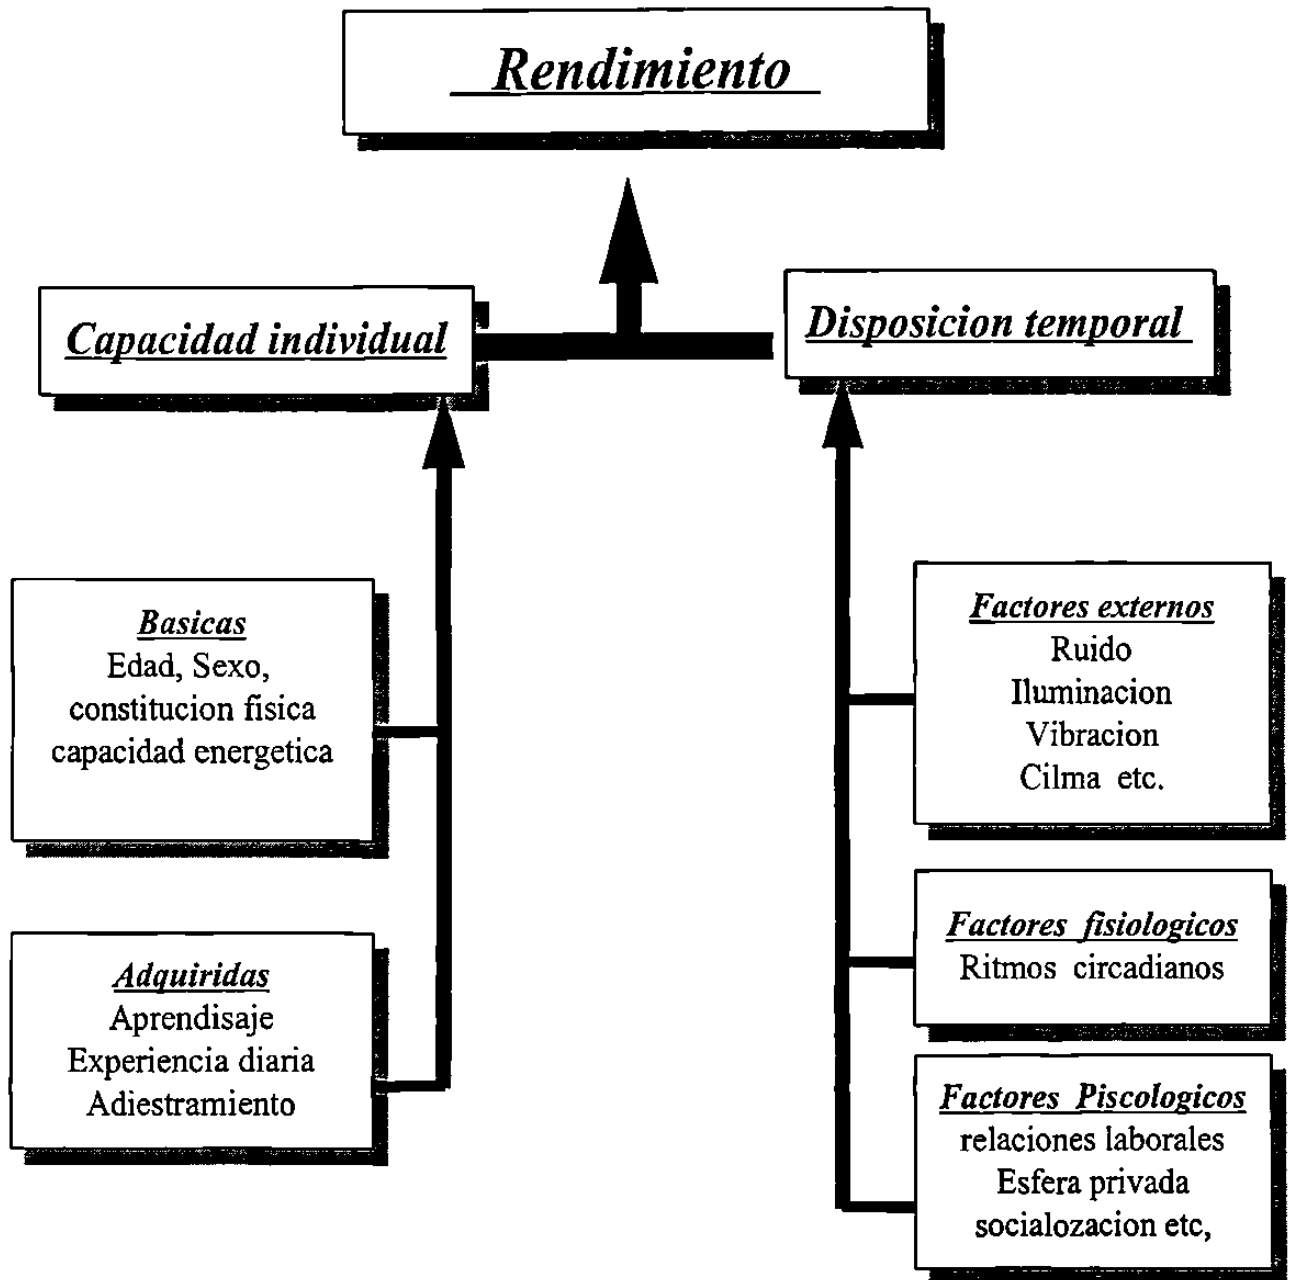 Rendimiento
Capacidad individual
Disposicion temporal
Basicas
Edad, Sexo,
constitucion fisica
capacidad energetica
Adquiridas
Aprendisaje
Experiencia diaria
Adiestramiento
Factores externos
Ruido
Iluminacion
Vibracion
Cilma etc.
Factores fisiologicos
Ritmos circadianos
Factores Piscologicos
relaciones laborales
Esfera privada
socialozacion etc,